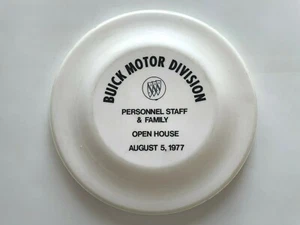 BUICK MOTOR DIVISION
PERSONNEL STAFF
& FAMILY
OPEN HOUSE
AUGUST 5, 1977